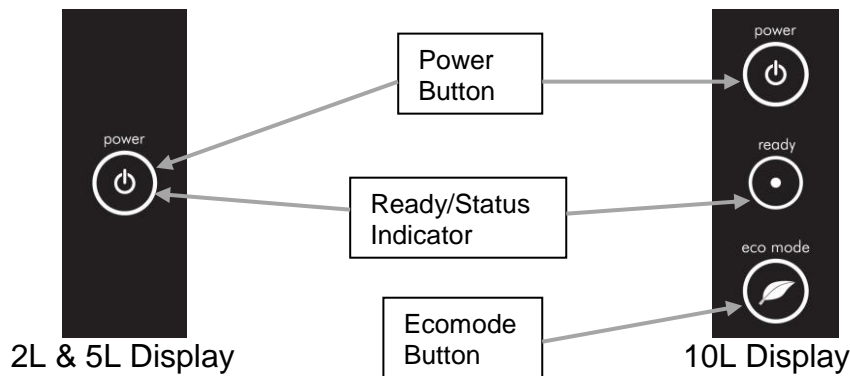 power
Power
Button
power
ready
Ready/Status
Indicator
eco mode
Ecomode
Button
2L & 5L Display
10L Display